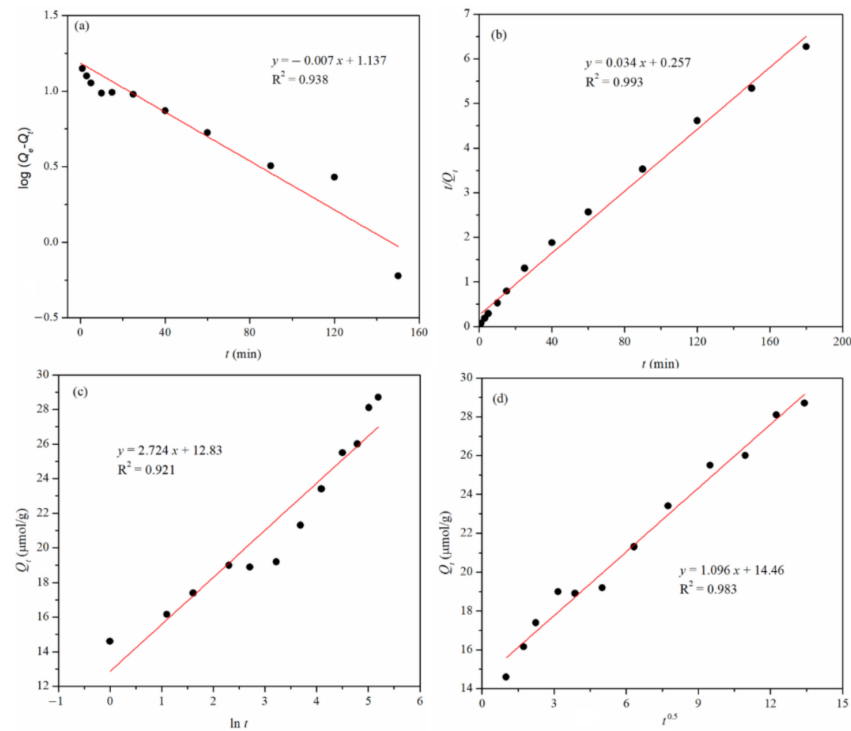 (a)
y = – 0.007 x + 1.137
R² = 0.938
log (Qₑ-Qₜ)
1.5
1.0
0.5
0.0
−0.5
0 40 80 120 160
t (min)
(b)
y = 0.034 x + 0.257
R² = 0.993
t/Qₜ
7
6
5
4
3
2
1
0
0 40 80 120 160 200
t (min)
(c)
y = 2.724 x + 12.83
R² = 0.921
Qₜ (μmol/g)
30
28
26
24
22
20
18
16
14
12
−1 0 1 2 3 4 5 6
ln t
(d)
y = 1.096 x + 14.46
R² = 0.983
Qₜ (μmol/g)
30
28
26
24
22
20
18
16
14
0 3 6 9 12 15
t⁰·⁵